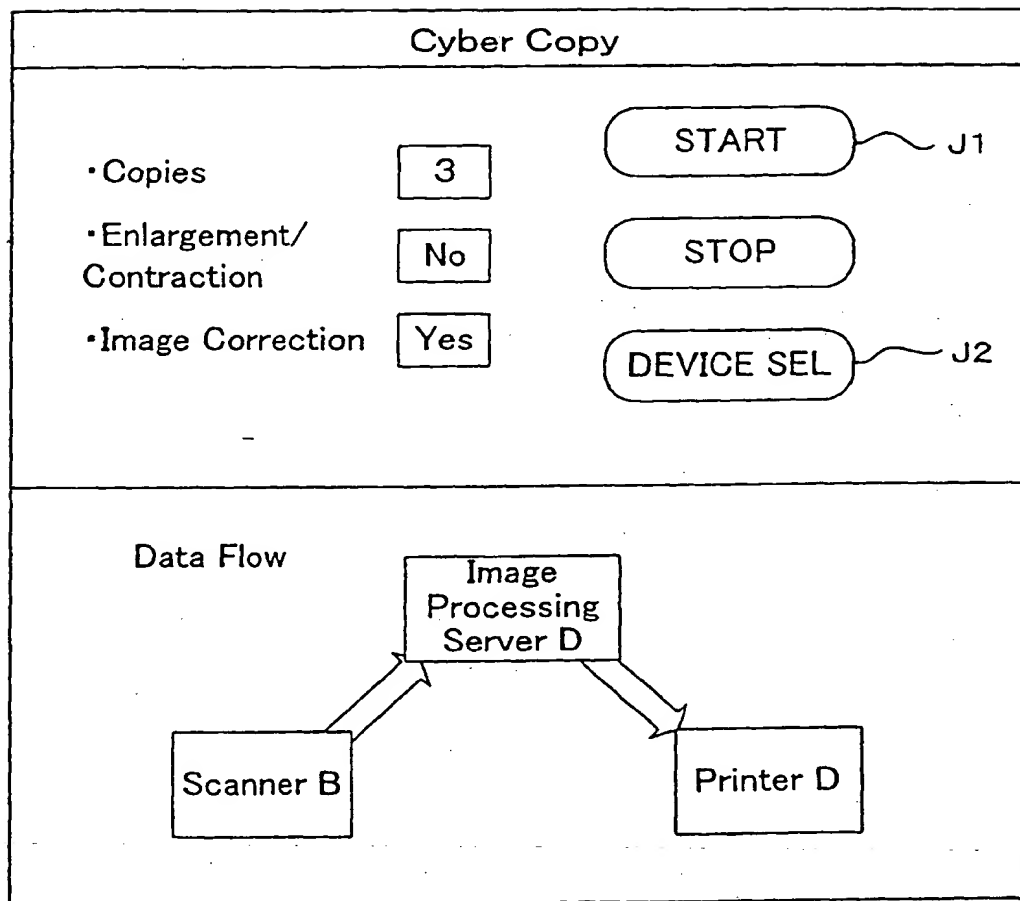 Cyber Copy
・Copies
3
・Enlargement/
Contraction
No
・Image Correction
Yes
START
J1
STOP
DEVICE SEL
J2
Data Flow
Image
Processing
Server D
Scanner B
Printer D